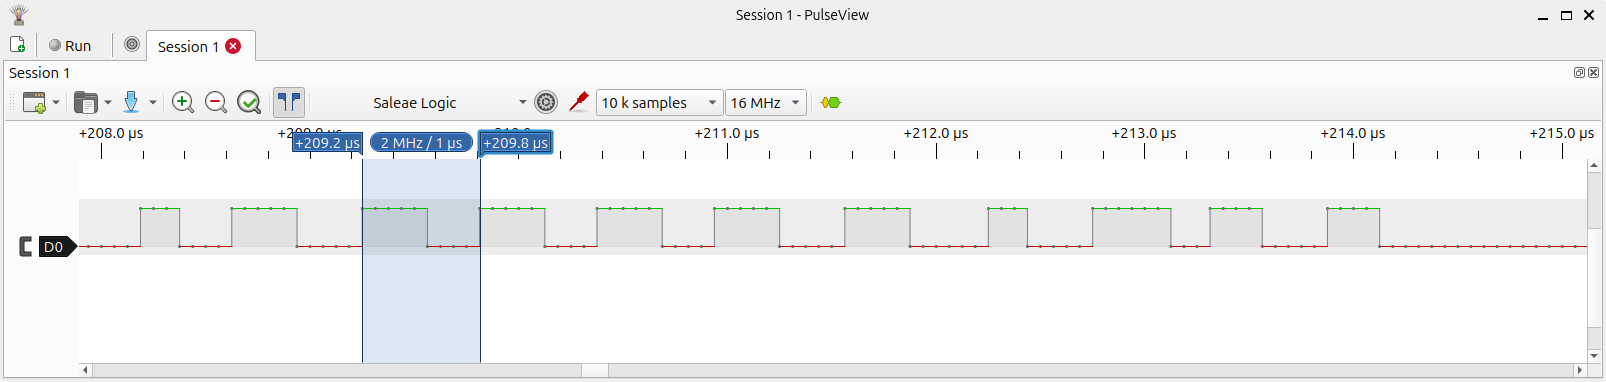 Session 1 - PulseView
Run
Session 1
Session 1
Saleae Logic
10 k samples
16 MHz
+208.0 µs
+211.0 µs +212.0 µs +213.0 µs +214.0 µs +215.0 µs
+209.2 µs 2 MHz / 1 µs +209.8 µs
D0